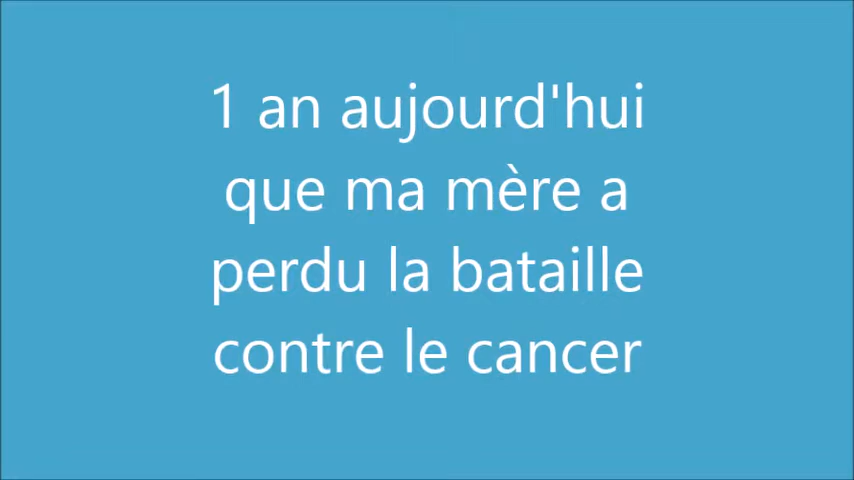 1 an aujourd'hui
que ma mère a
perdu la bataille
contre le cancer